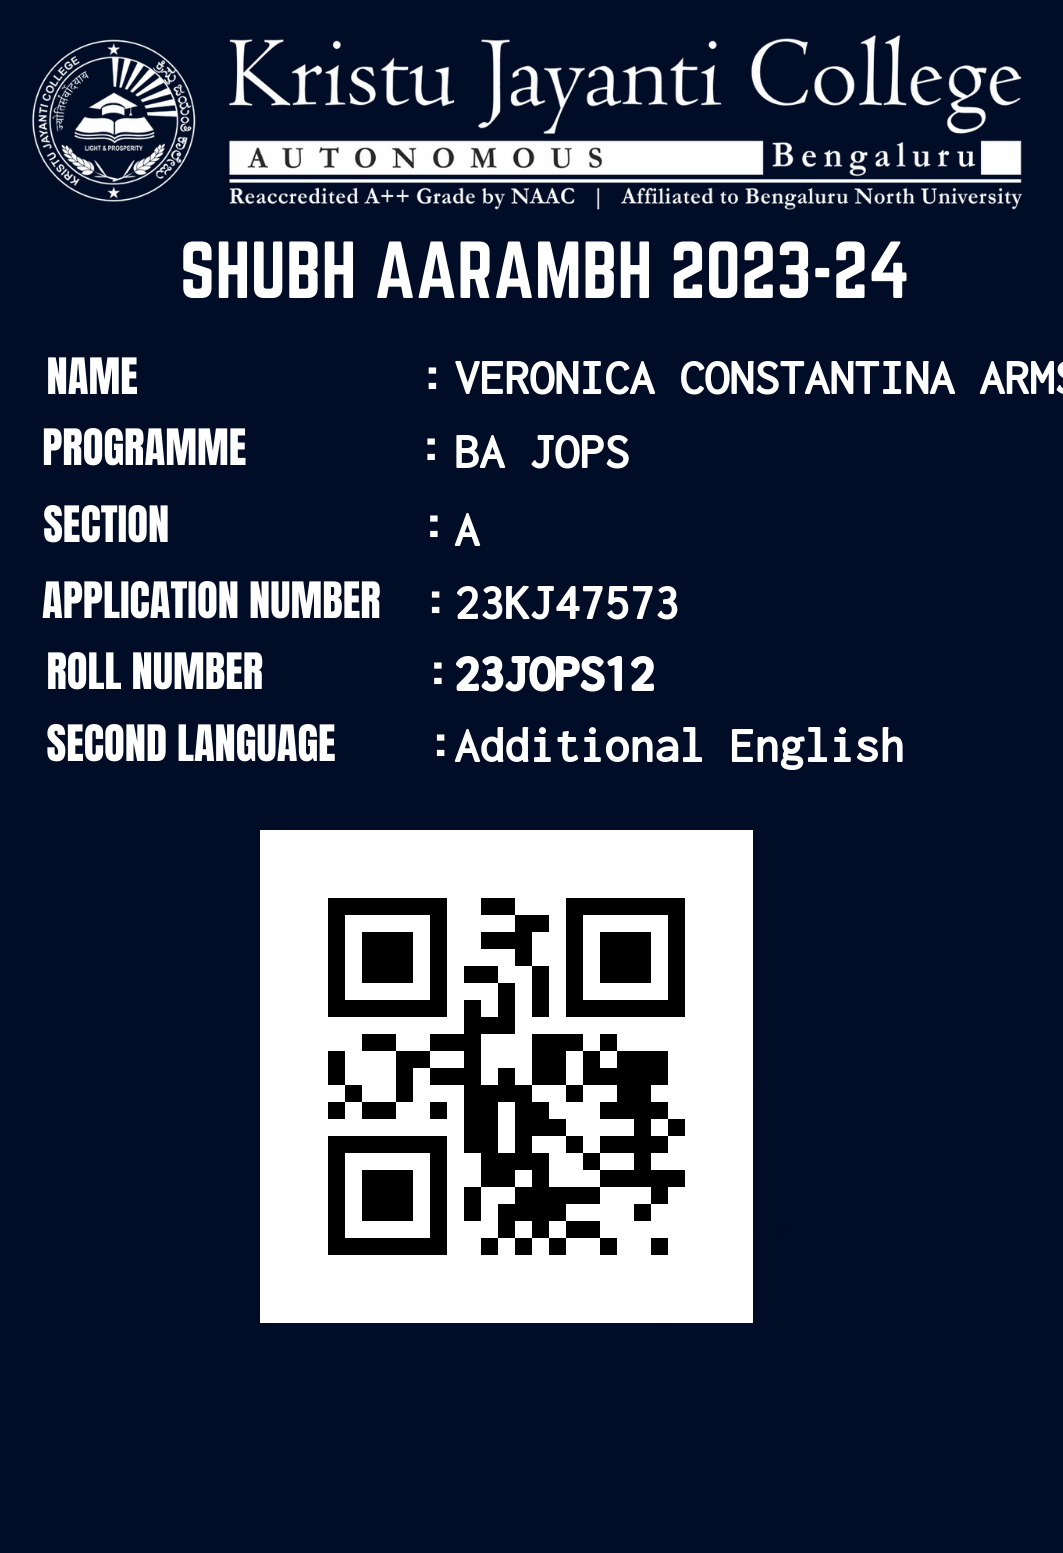 Kristu Jayanti College
AUTONOMOUS Bengaluru
Reaccredited A++ Grade by NAAC | Affiliated to Bengaluru North University
KRISTU JAYANTI COLLEGE
LIGHT & PROSPERITY
SHUBH AARAMBH 2023-24
NAME : VERONICA CONSTANTINA ARMS
PROGRAMME : BA JOPS
SECTION : A
APPLICATION NUMBER : 23KJ47573
ROLL NUMBER : 23JOPS12
SECOND LANGUAGE : Additional English